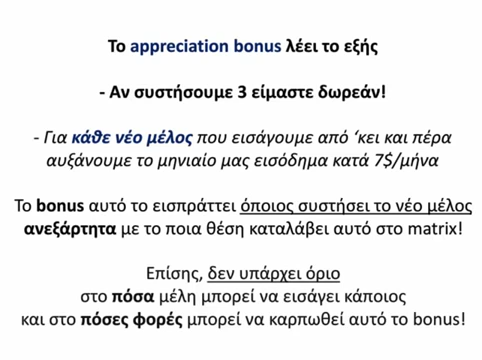 Το appreciation bonus λέει το εξής
- Αν συστήσουμε 3 είμαστε δωρεάν!
- Για κάθε νέο μέλος που εισάγουμε από ‘κει και πέρα
αυξάνουμε το μηνιαίο μας εισόδημα κατά 7$/μήνα
Το bonus αυτό το εισπράττει όποιος συστήσει το νέο μέλος
ανεξάρτητα με το ποια θέση καταλάβει αυτό στο matrix!
Επίσης, δεν υπάρχει όριο
στο πόσα μέλη μπορεί να εισάγει κάποιος
και στο πόσες φορές μπορεί να καρπωθεί αυτό το bonus!